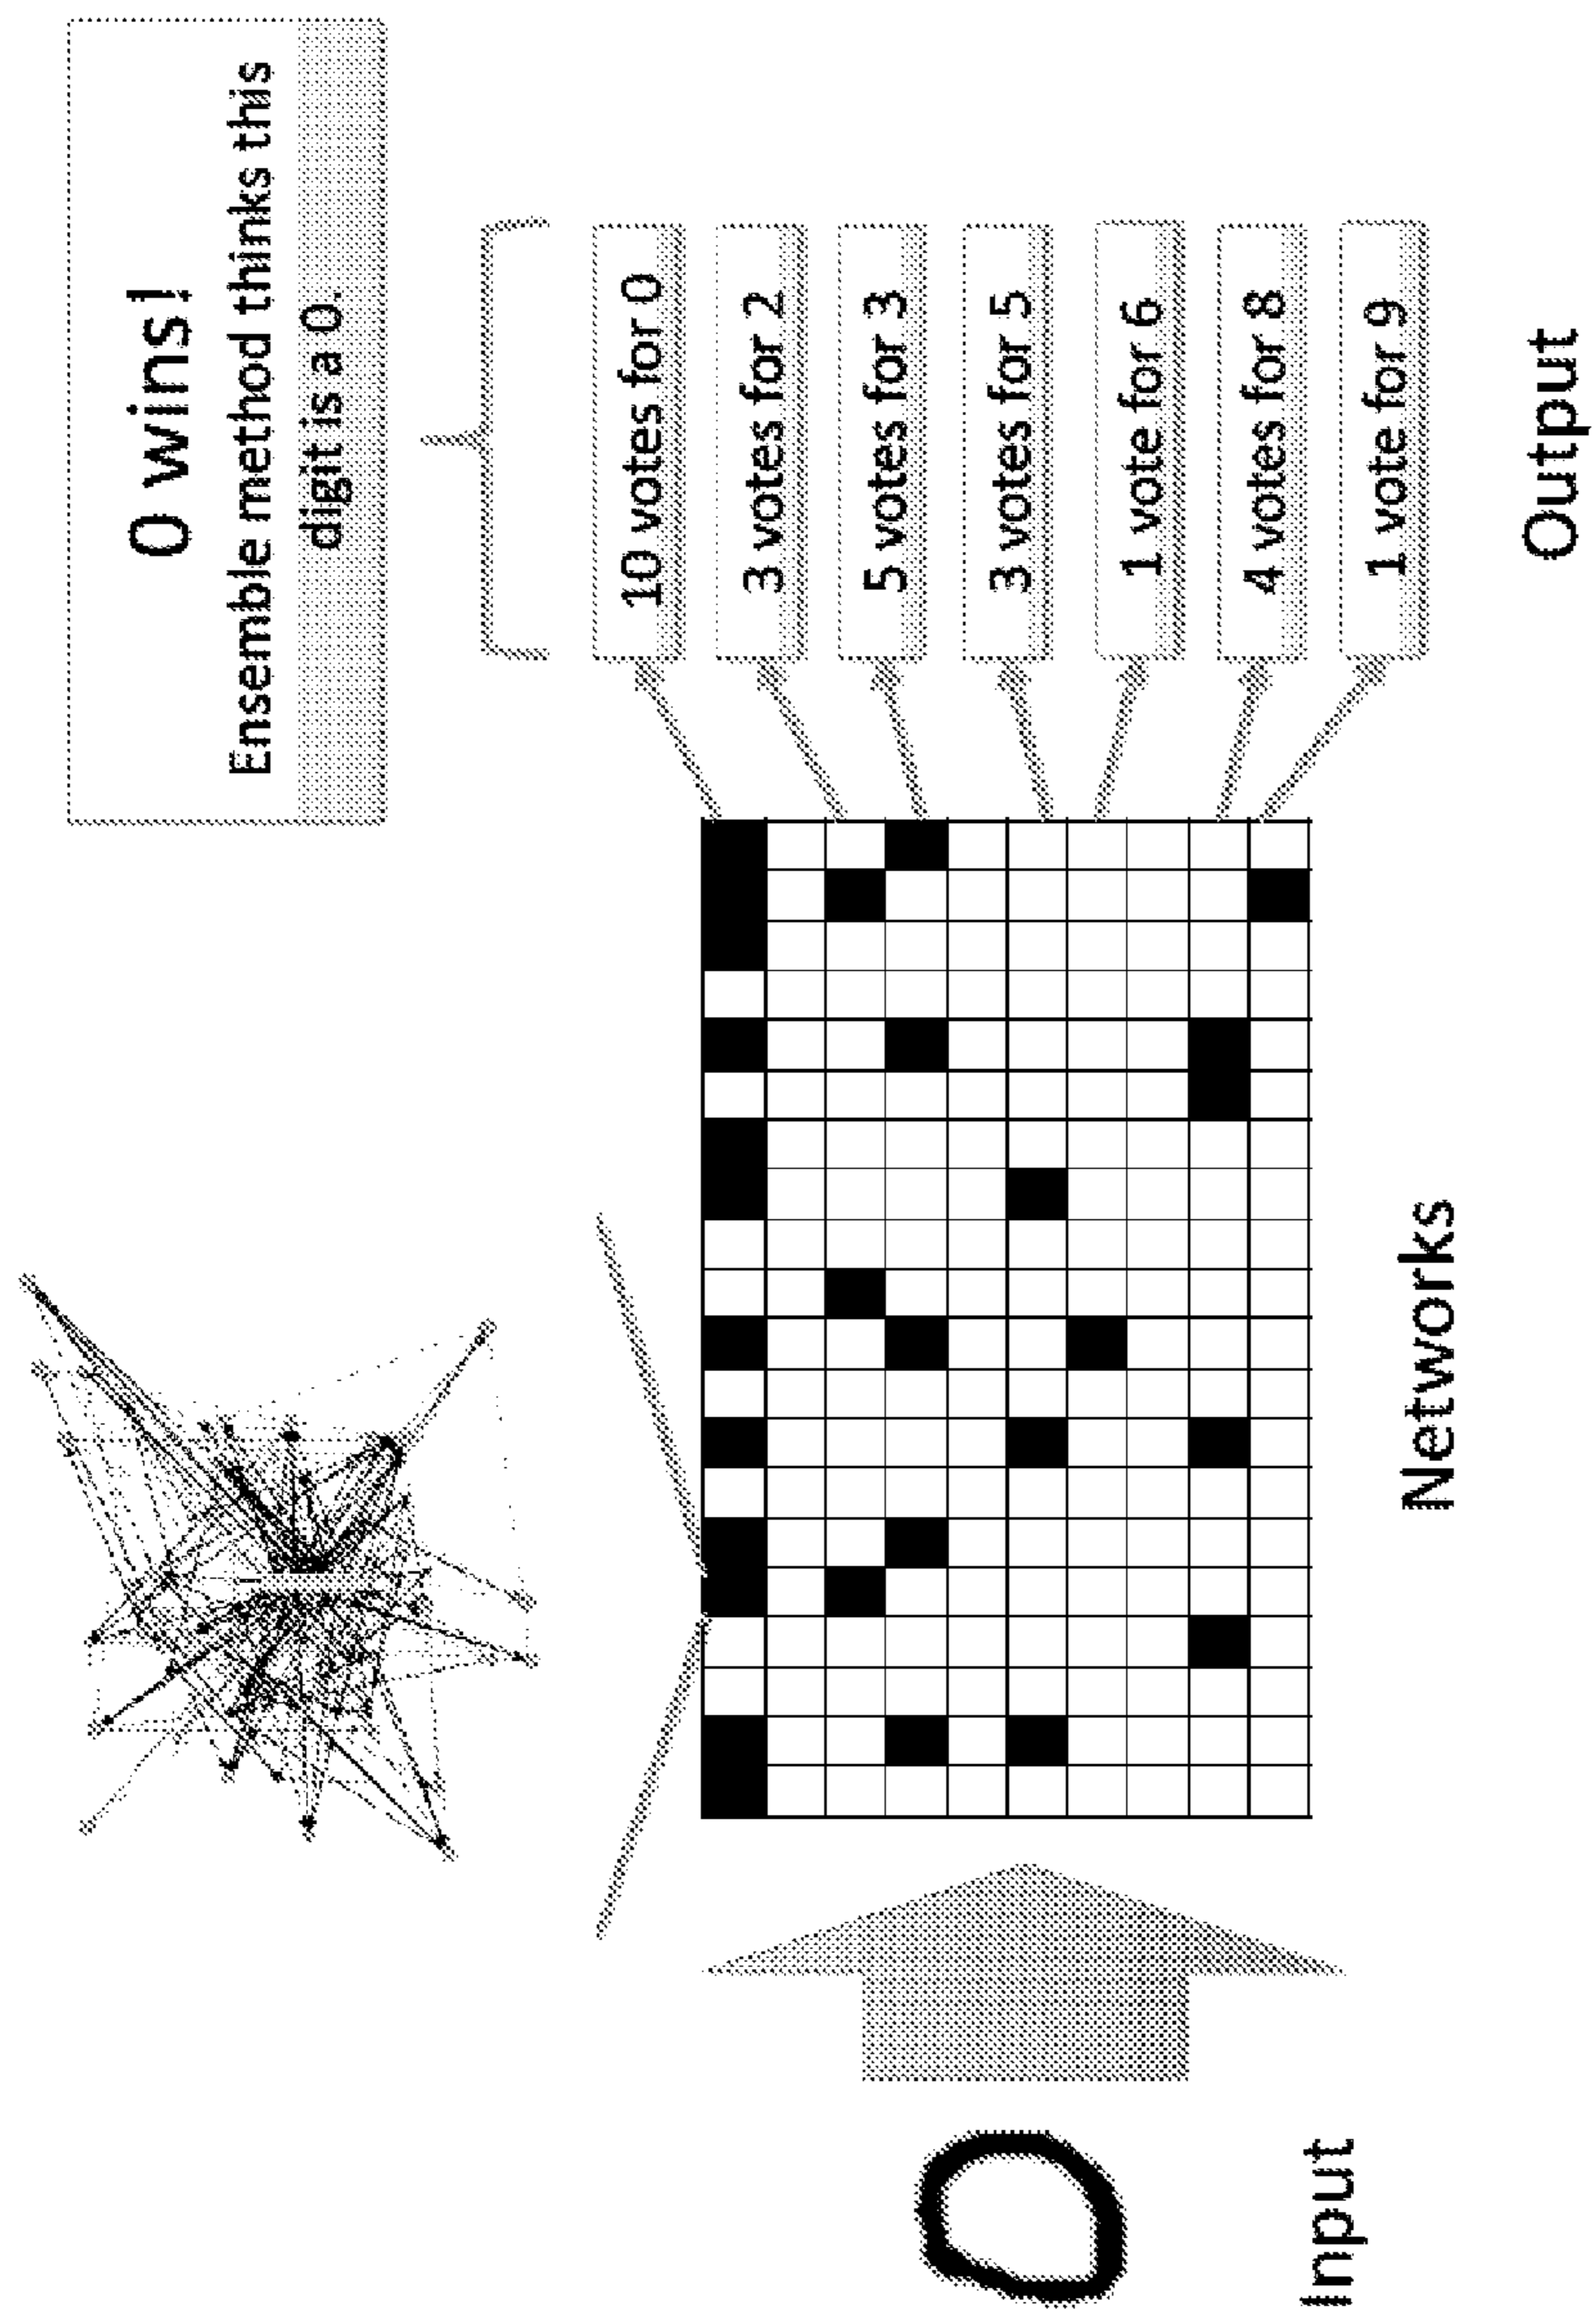 0 wins!
Ensemble method thinks this
digit is a 0.
10 votes for 0
3 votes for 2
5 votes for 3
3 votes for 5
1 vote for 6
4 votes for 8
1 vote for 9
Input
Networks
Output